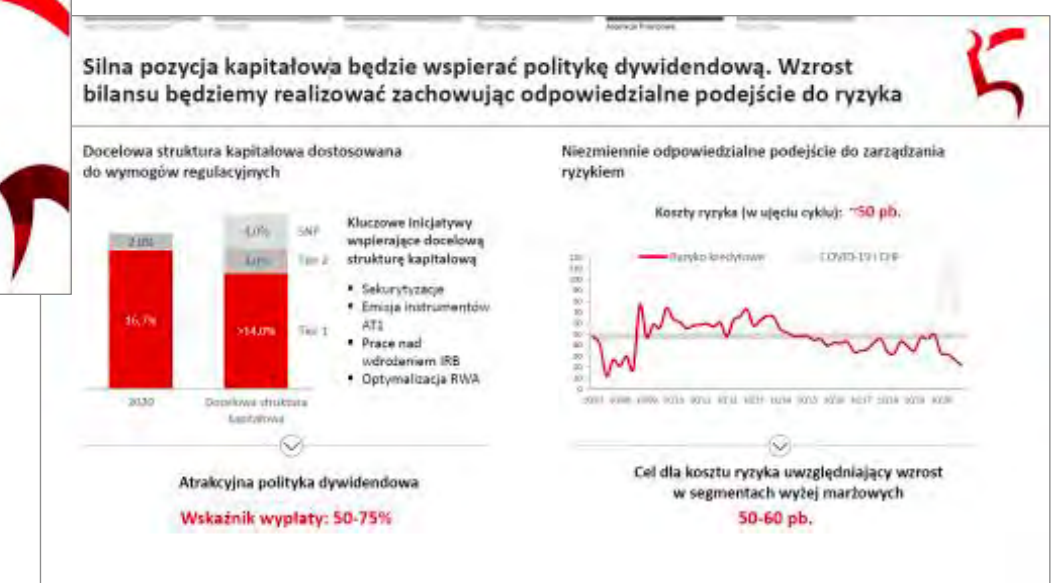 Aspiracje finansowe
Silna pozycja kapitałowa będzie wspierać politykę dywidendową. Wzrost
bilansu będziemy realizować zachowując odpowiedzialne podejście do ryzyka
Docelowa struktura kapitałowa dostosowana
do wymogów regulacyjnych
2,0%
16,7%
2020
>14,0%
SNP
Tier 2
Tier 1
Docelowa struktura
kapitałowa
Kluczowe inicjatywy
wspierające docelową
strukturę kapitałową
▪ Sekurytyzacje
▪ Emisja instrumentów
AT1
▪ Prace nad
wdrożeniem IRB
▪ Optymalizacja RWA
Atrakcyjna polityka dywidendowa
Wskaźnik wypłaty: 50-75%
Niezmiennie odpowiedzialne podejście do zarządzania
ryzykiem
Koszty ryzyka (w ujęciu cyklu): ~50 pb.
Ryzyko kredytowe
COVID-19 i CHF
Cel dla kosztu ryzyka uwzględniający wzrost
w segmentach wyżej marżowych
50-60 pb.